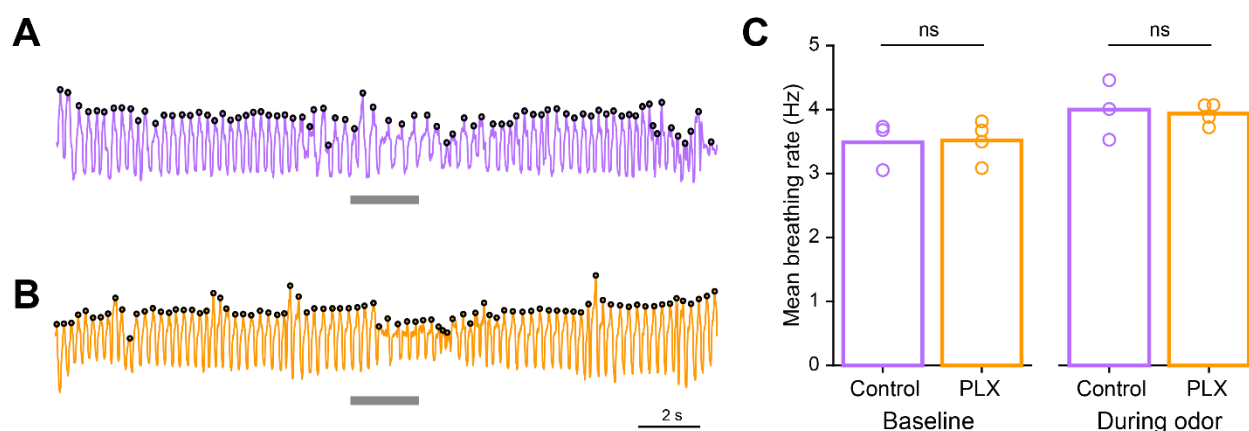 A
B
2 s
C
Mean breathing rate (Hz)
5
4
3
2
1
0
ns
ns
Control
PLX
Control
PLX
Baseline
During odor